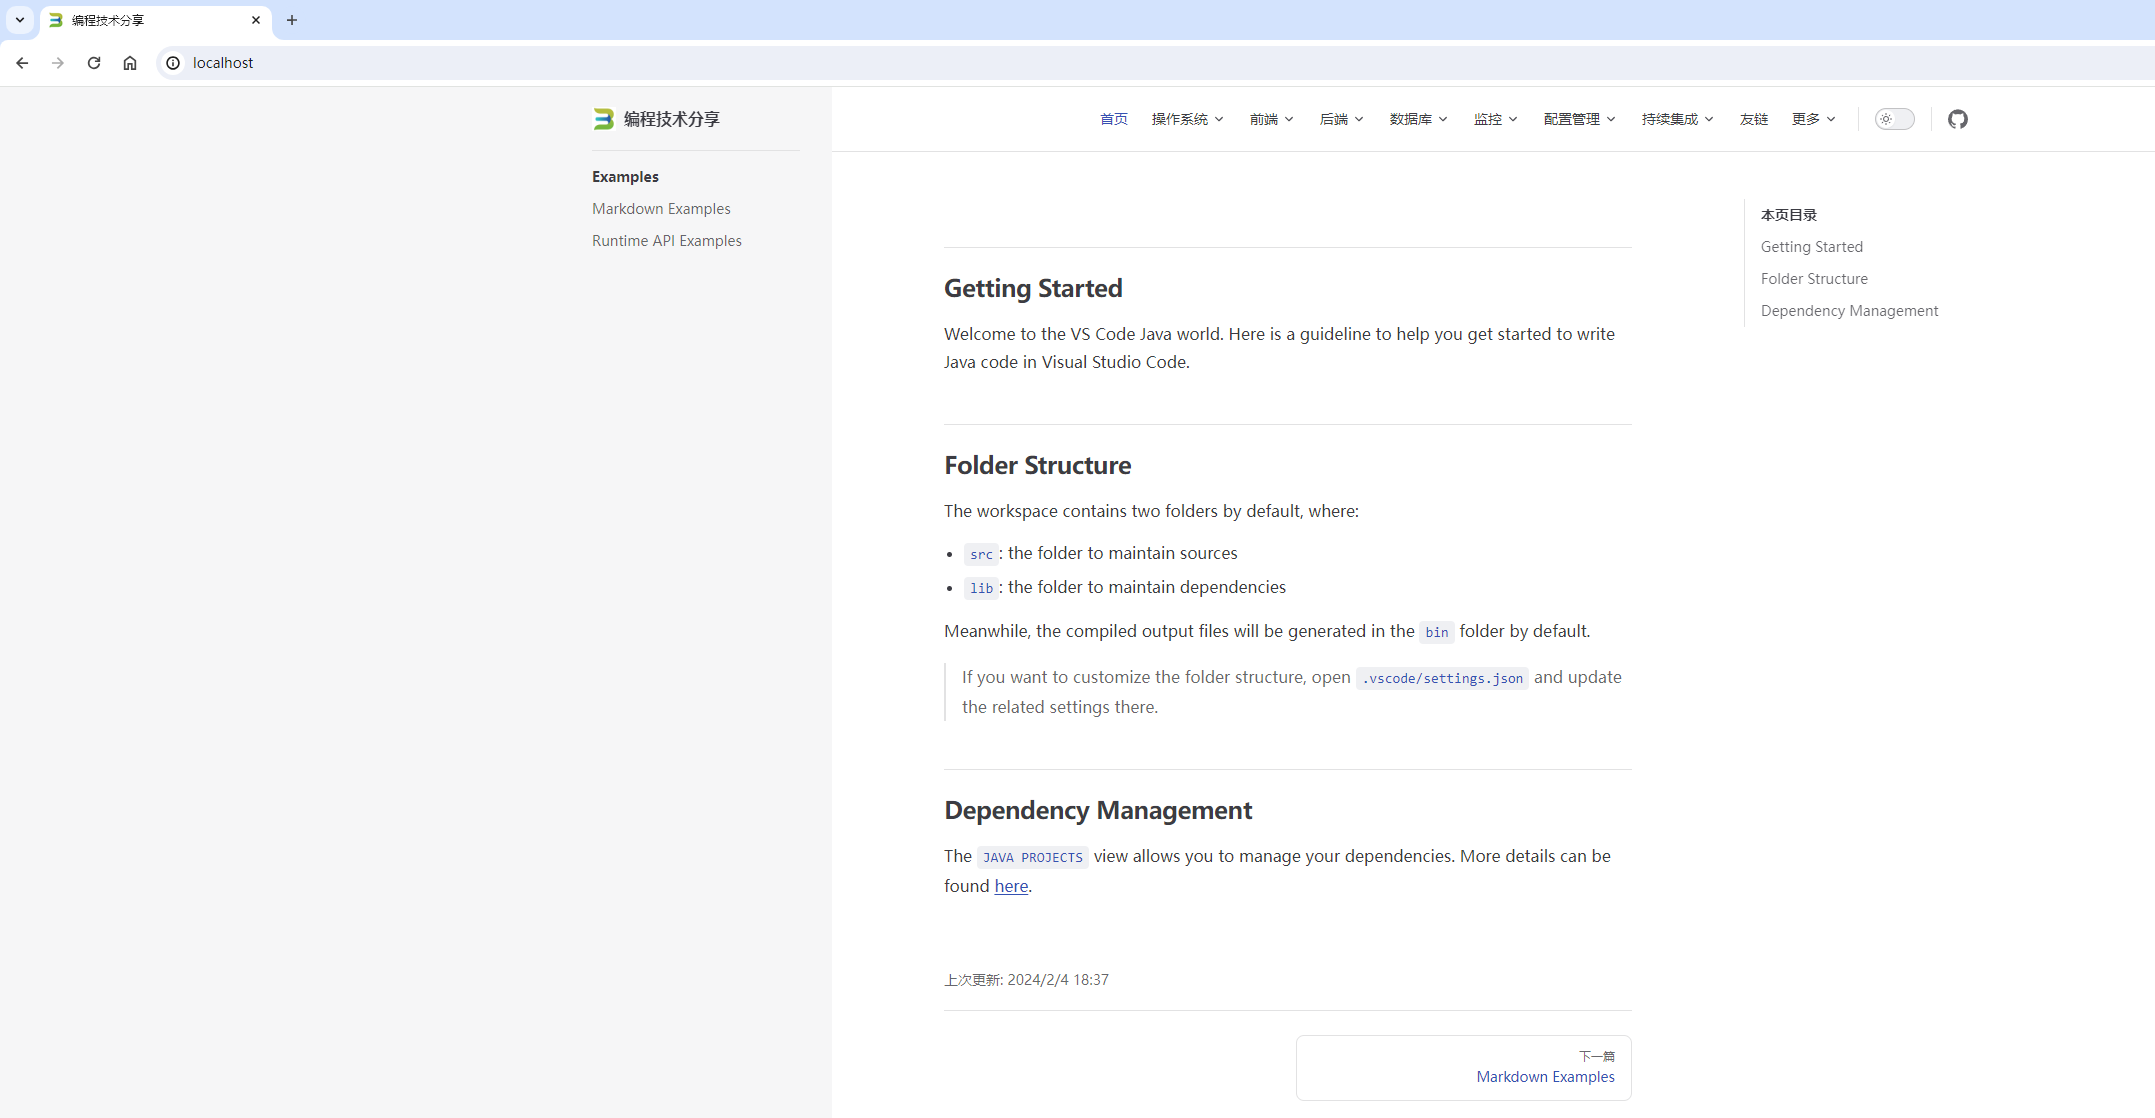 编程技术分享
localhost
编程技术分享
首页 操作系统 前端 后端 数据库 监控 配置管理 持续集成 友链 更多
Examples
Markdown Examples
Runtime API Examples
Getting Started
Welcome to the VS Code Java world. Here is a guideline to help you get started to write
Java code in Visual Studio Code.
Folder Structure
The workspace contains two folders by default, where:
• src: the folder to maintain sources
• lib: the folder to maintain dependencies
Meanwhile, the compiled output files will be generated in the bin folder by default.
If you want to customize the folder structure, open .vscode/settings.json and update
the related settings there.
Dependency Management
The JAVA PROJECTS view allows you to manage your dependencies. More details can be
found here.
上次更新: 2024/2/4 18:37
下一篇
Markdown Examples
本页目录
Getting Started
Folder Structure
Dependency Management